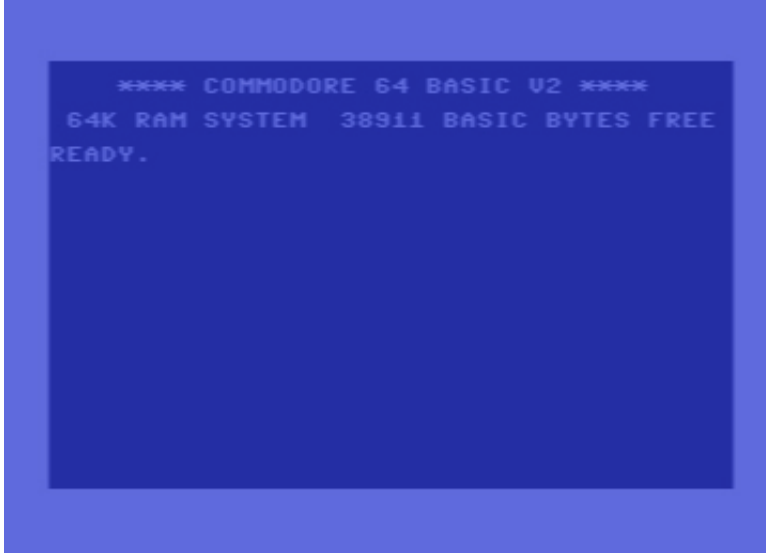 **** COMMODORE 64 BASIC V2 ****
64K RAM SYSTEM  38911 BASIC BYTES FREE
READY.